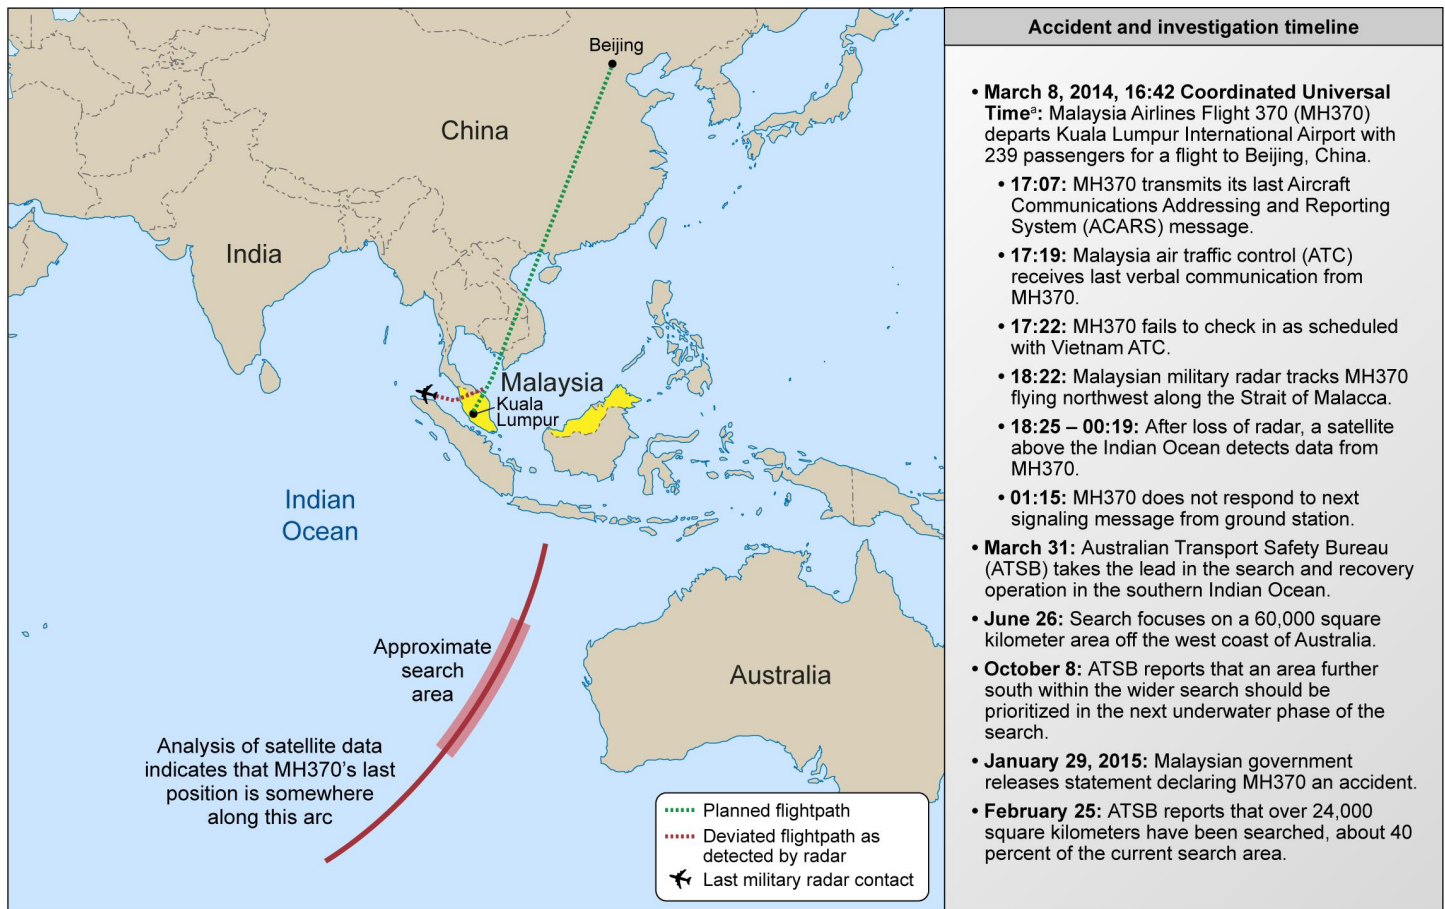 Beijing
China
India
Malaysia
Kuala
Lumpur
Indian
Ocean
Approximate
search
area
Australia
Analysis of satellite data
indicates that MH370’s last
position is somewhere
along this arc
Planned flightpath
Deviated flightpath as
detected by radar
Last military radar contact
Accident and investigation timeline
• March 8, 2014, 16:42 Coordinated Universal
Timeᵃ: Malaysia Airlines Flight 370 (MH370)
departs Kuala Lumpur International Airport with
239 passengers for a flight to Beijing, China.
• 17:07: MH370 transmits its last Aircraft
Communications Addressing and Reporting
System (ACARS) message.
• 17:19: Malaysia air traffic control (ATC)
receives last verbal communication from
MH370.
• 17:22: MH370 fails to check in as scheduled
with Vietnam ATC.
• 18:22: Malaysian military radar tracks MH370
flying northwest along the Strait of Malacca.
• 18:25 – 00:19: After loss of radar, a satellite
above the Indian Ocean detects data from
MH370.
• 01:15: MH370 does not respond to next
signaling message from ground station.
• March 31: Australian Transport Safety Bureau
(ATSB) takes the lead in the search and recovery
operation in the southern Indian Ocean.
• June 26: Search focuses on a 60,000 square
kilometer area off the west coast of Australia.
• October 8: ATSB reports that an area further
south within the wider search should be
prioritized in the next underwater phase of the
search.
• January 29, 2015: Malaysian government
releases statement declaring MH370 an accident.
• February 25: ATSB reports that over 24,000
square kilometers have been searched, about 40
percent of the current search area.